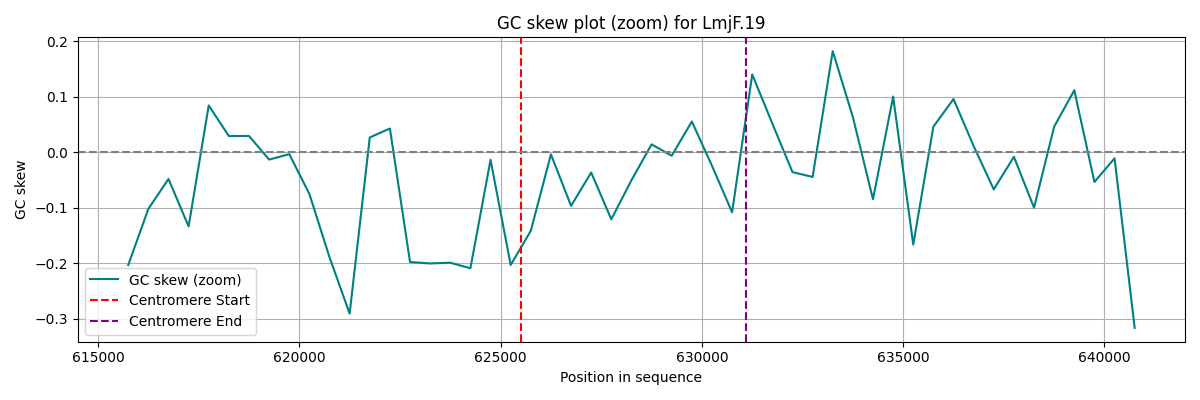 GC skew plot (zoom) for LmjF.19
0.2
0.1
0.0
−0.1
−0.2
−0.3
GC skew
GC skew (zoom)
Centromere Start
Centromere End
615000 620000 625000 630000 635000 640000
Position in sequence